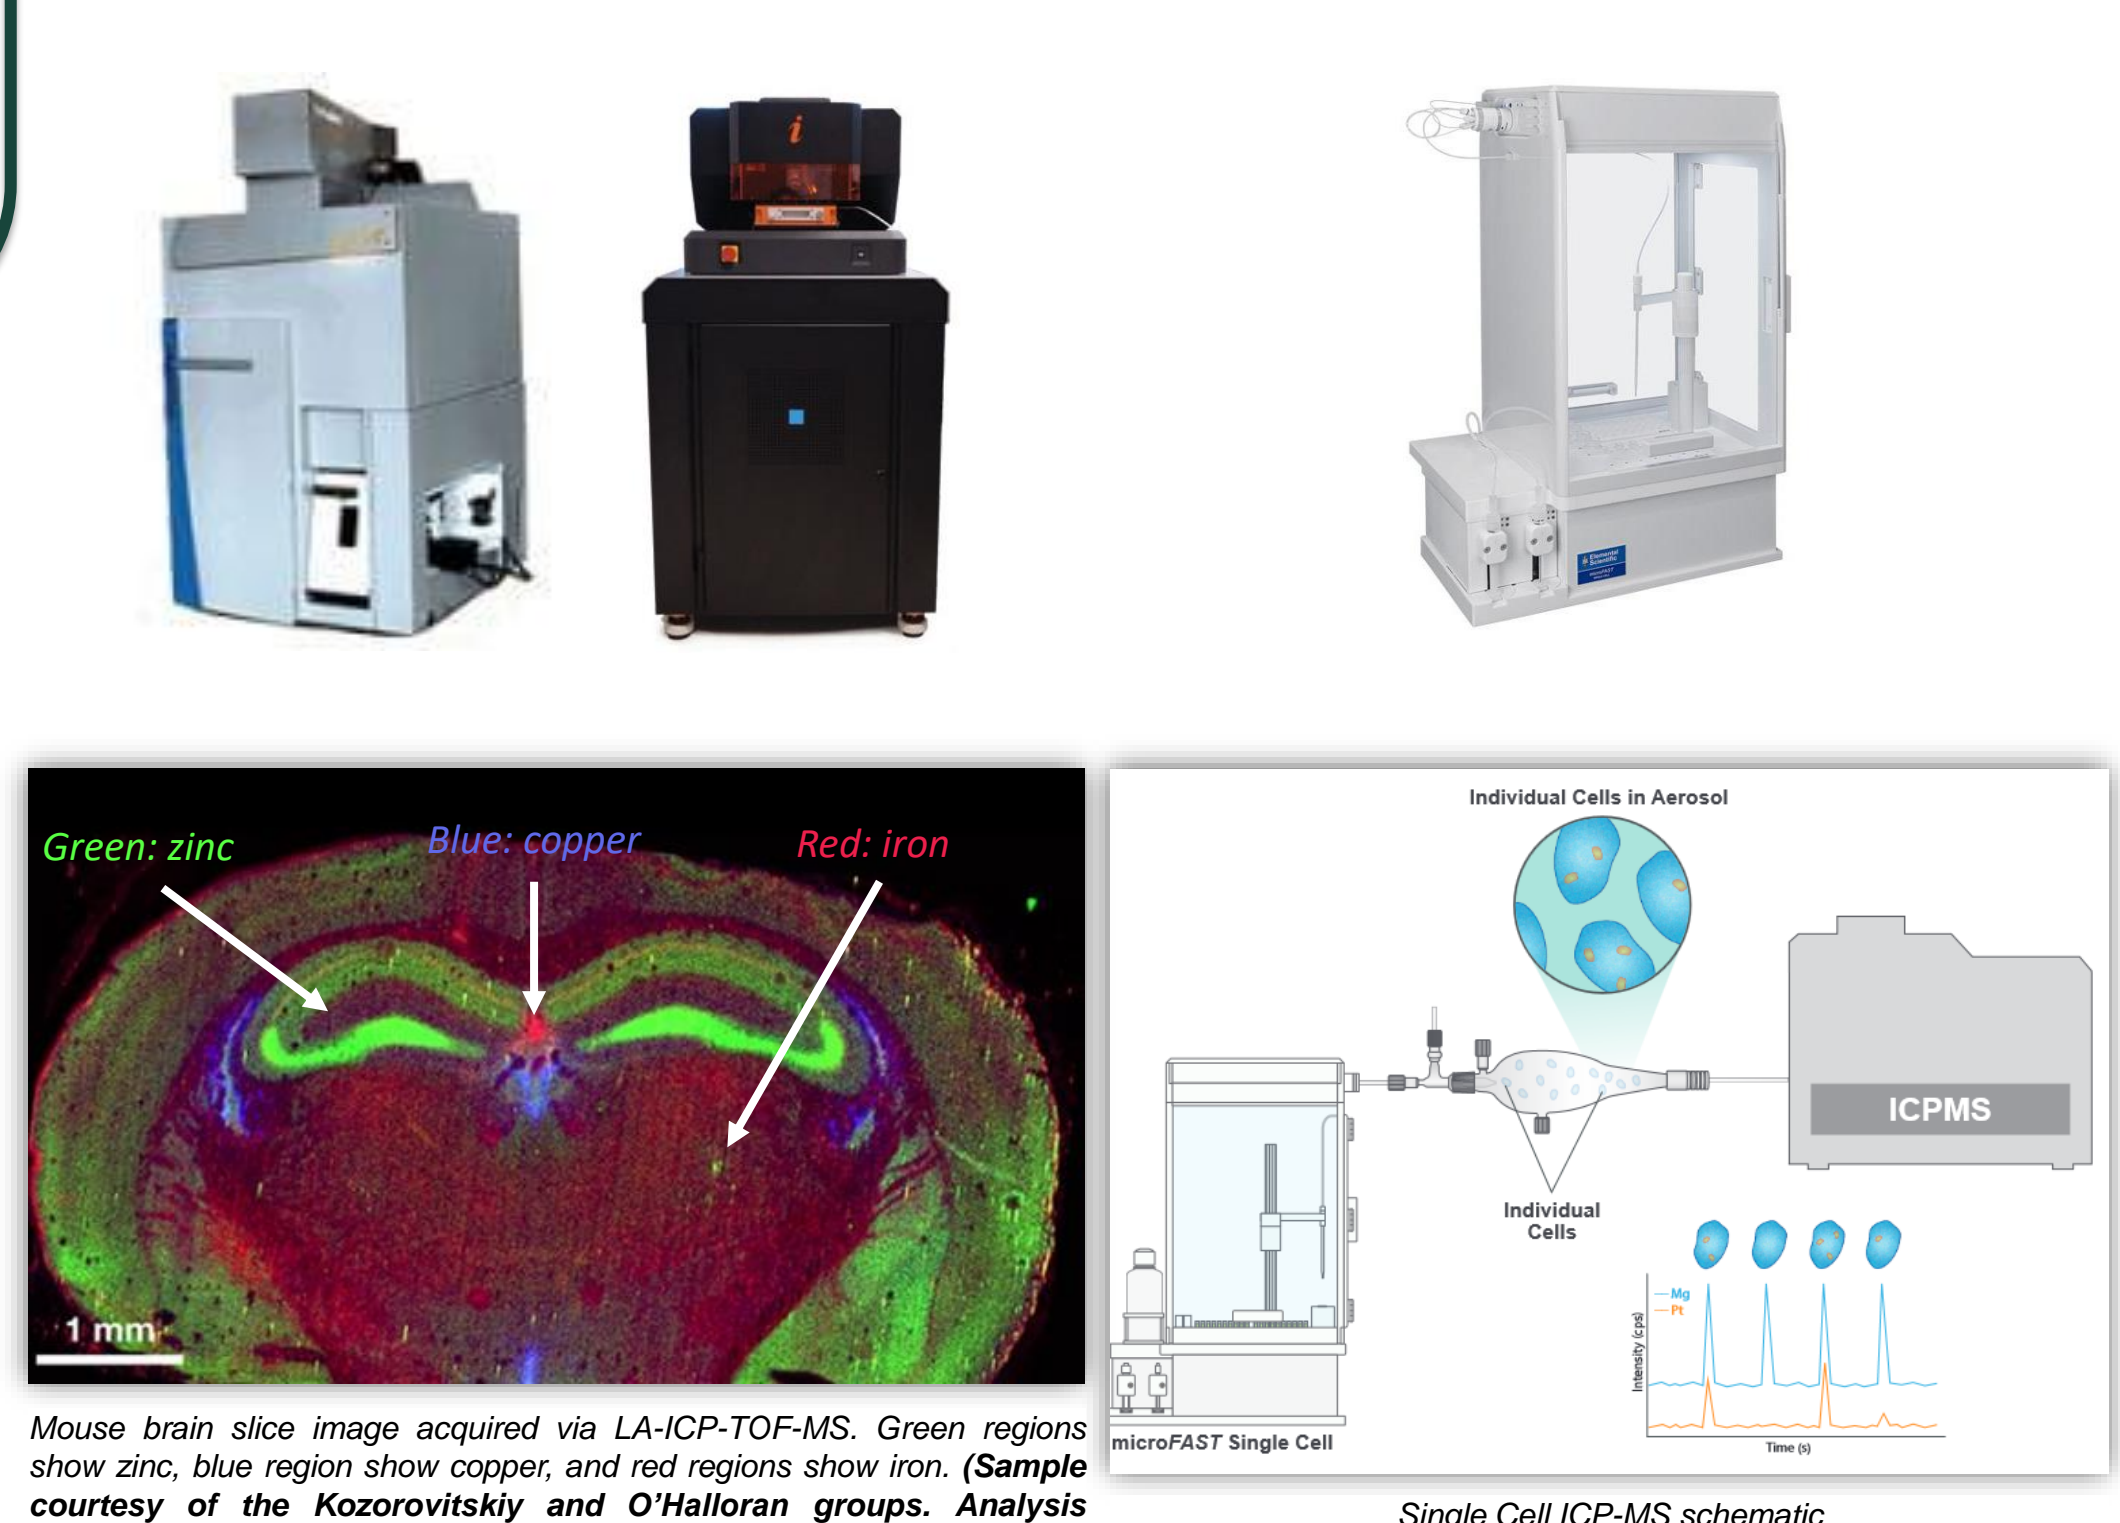 i
Elemental
Scientific
microFAST
Green: zinc
Blue: copper
Red: iron
1 mm
Mouse brain slice image acquired via LA-ICP-TOF-MS. Green regions
show zinc, blue region show copper, and red regions show iron. (Sample
courtesy of the Kozorovitskiy and O'Halloran groups. Analysis
Individual Cells in Aerosol
ICPMS
Individual
Cells
Mg
Pt
Intensity (cps)
Time (s)
microFAST Single Cell
Single Cell ICP-MS schematic